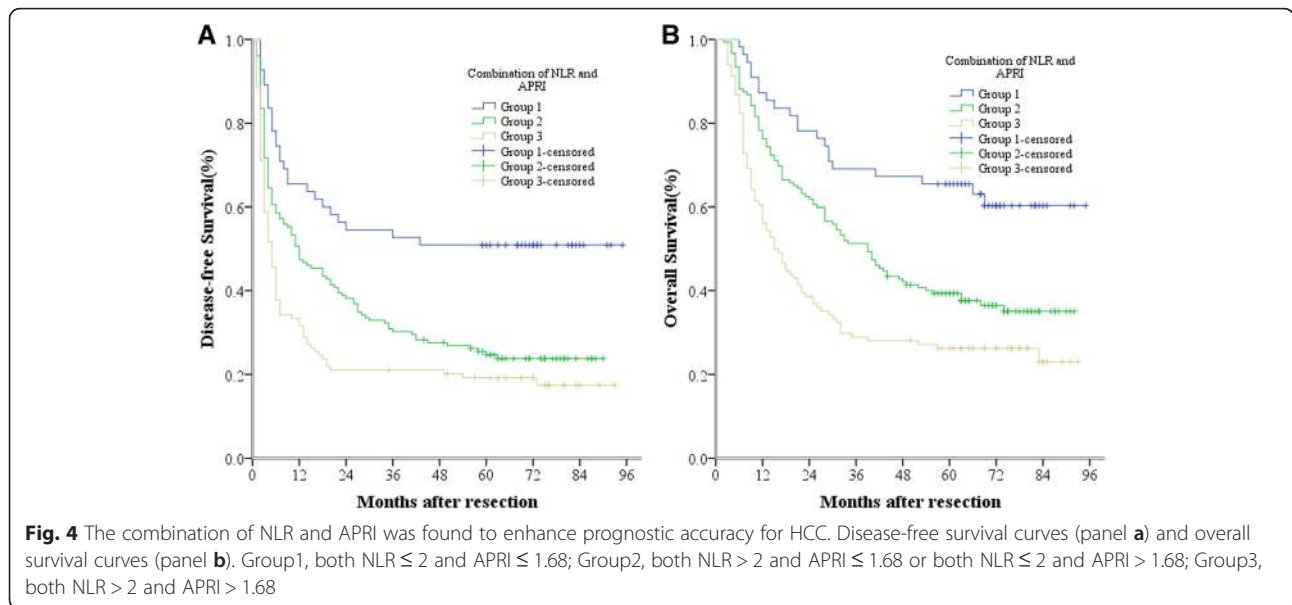 A
Disease-free Survival(%)
1.0
0.8
0.6
0.4
0.2
0.0
0 12 24 36 48 60 72 84 96
Months after resection
Combination of NLR and
APRI
Group 1
Group 2
Group 3
Group 1-censored
Group 2-censored
Group 3-censored
B
Overall Survival(%)
1.0
0.8
0.6
0.4
0.2
0.0
0 12 24 36 48 60 72 84 96
Months after resection
Combination of NLR and
APRI
Group 1
Group 2
Group 3
Group 1-censored
Group 2-censored
Group 3-censored
Fig. 4 The combination of NLR and APRI was found to enhance prognostic accuracy for HCC. Disease-free survival curves (panel a) and overall
survival curves (panel b). Group1, both NLR ≤ 2 and APRI ≤ 1.68; Group2, both NLR > 2 and APRI ≤ 1.68 or both NLR ≤ 2 and APRI > 1.68; Group3,
both NLR > 2 and APRI > 1.68